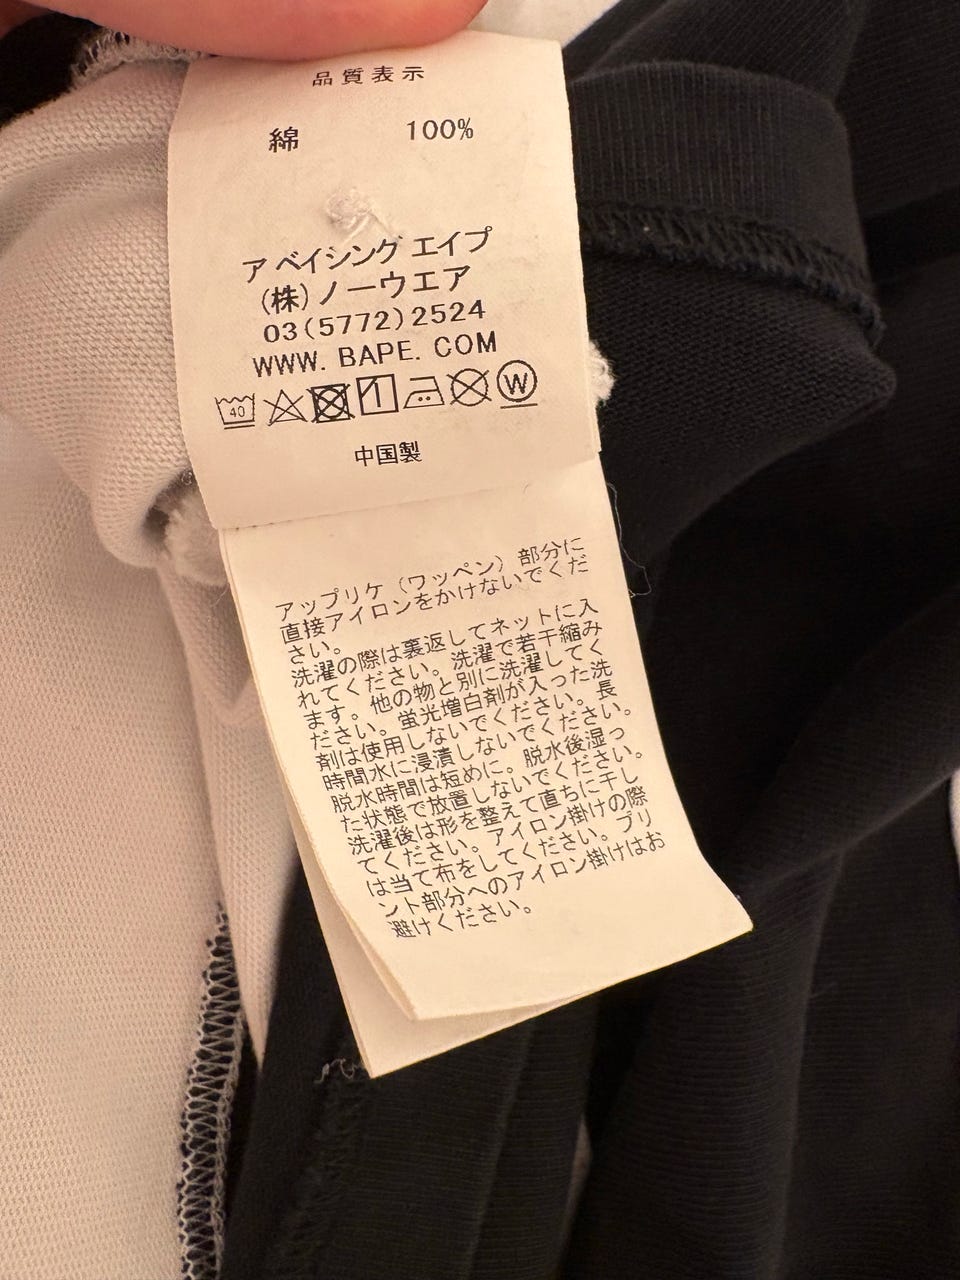 品質表示
綿 100%
ア ベイシング エイプ
(株)ノーウエア
03(5772)2524
WWW. BAPE. COM
40 W
中国製
アップリケ（ワッペン）部分に
直接アイロンをかけないでくだ
さい。
洗濯の際は裏返してネットに入
れてください。洗濯で若干縮み
ます。他の物と別に洗濯してく
ださい。蛍光増白剤が入った洗
剤は使用しないでください。長
時間水に浸漬しないでください。
脱水時間は短めに。脱水後湿っ
た状態で放置しないでください。
洗濯後は形を整えて直ちに干し
てください。アイロン掛けの際
は当て布をしてください。プリ
ント部分へのアイロン掛けはお
避けください。